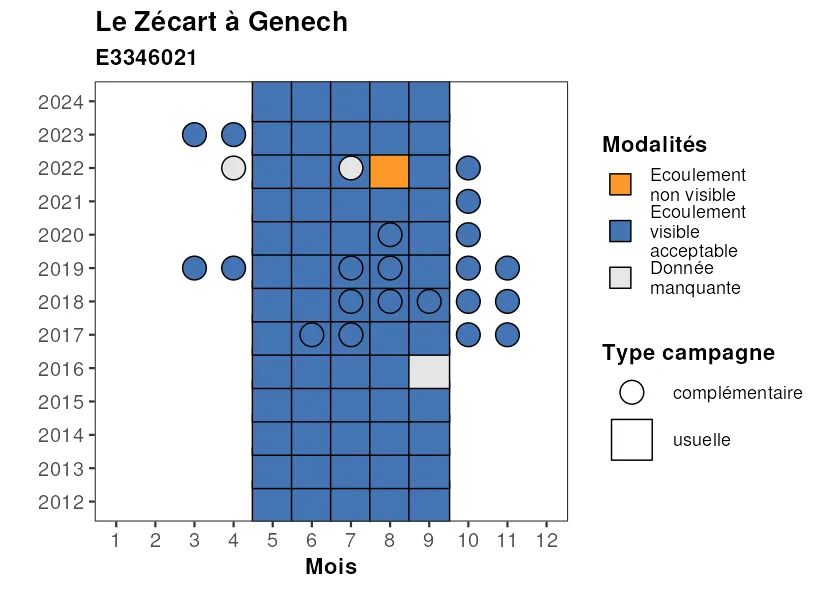 Le Zécart à Genech
E3346021
2024
2023
2022
2021
2020
2019
2018
2017
2016
2015
2014
2013
2012
1 2 3 4 5 6 7 8 9 10 11 12
Mois
Modalités
Ecoulement
non visible
Ecoulement
visible
acceptable
Donnée
manquante
Type campagne
complémentaire
usuelle